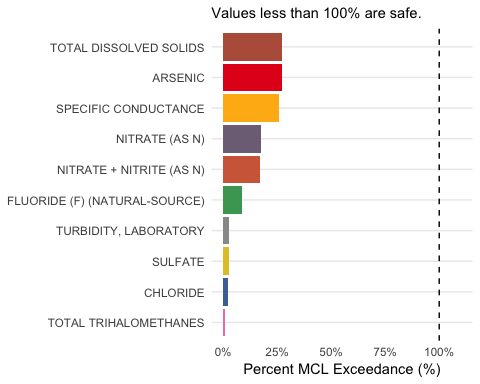 Values less than 100% are safe.
TOTAL DISSOLVED SOLIDS
ARSENIC
SPECIFIC CONDUCTANCE
NITRATE (AS N)
NITRATE + NITRITE (AS N)
FLUORIDE (F) (NATURAL-SOURCE)
TURBIDITY, LABORATORY
SULFATE
CHLORIDE
TOTAL TRIHALOMETHANES
0% 25% 50% 75% 100%
Percent MCL Exceedance (%)